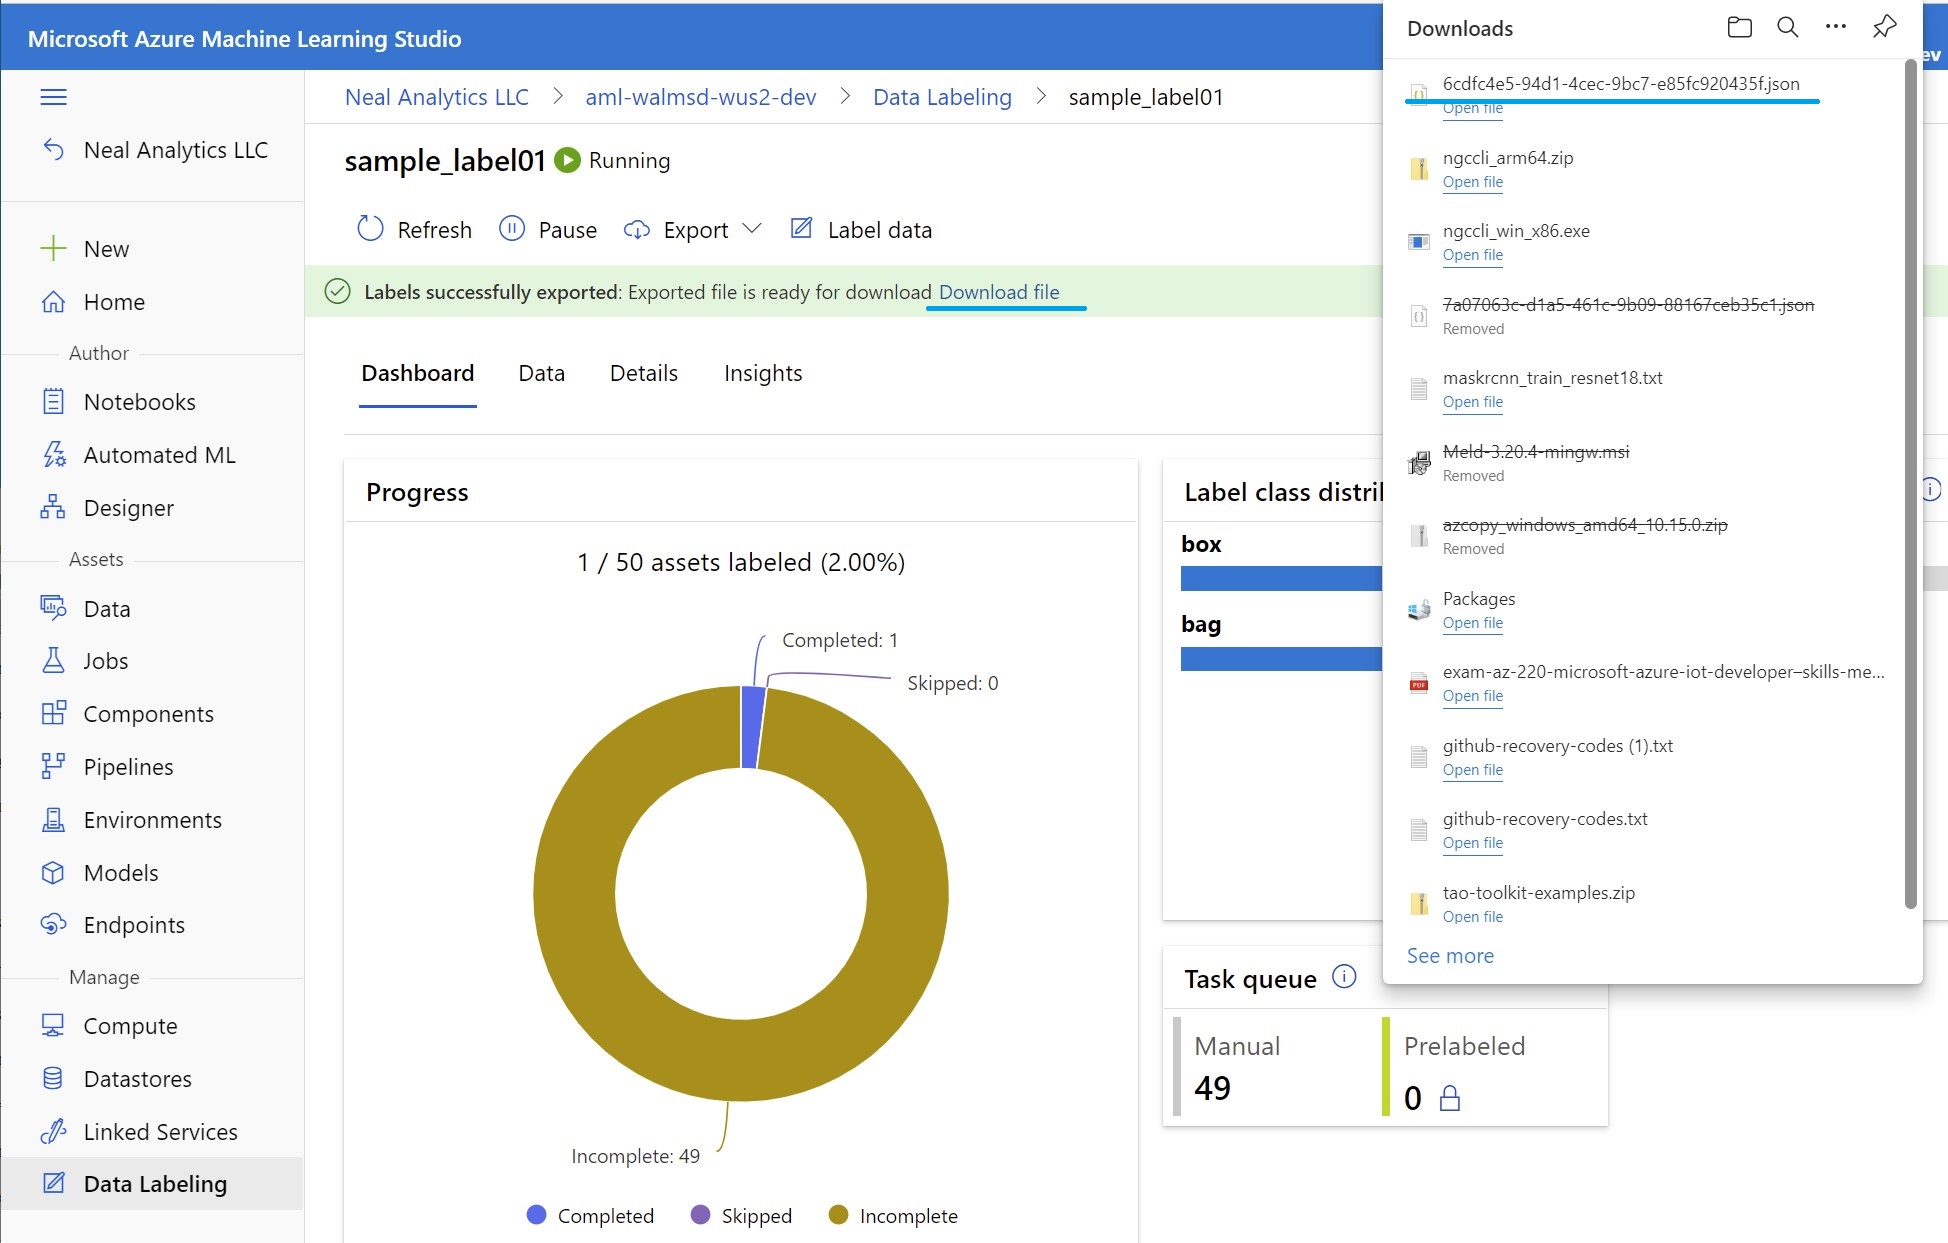 Microsoft Azure Machine Learning Studio
ev
Neal Analytics LLC
New
Home
Author
Notebooks
Automated ML
Designer
Assets
Data
Jobs
Components
Pipelines
Environments
Models
Endpoints
Manage
Compute
Datastores
Linked Services
Data Labeling
Neal Analytics LLC > aml-walmsd-wus2-dev > Data Labeling > sample_label01
sample_label01 Running
Refresh Pause Export Label data
Labels successfully exported: Exported file is ready for download Download file
Dashboard Data Details Insights
Progress
1 / 50 assets labeled (2.00%)
Completed: 1
Skipped: 0
Incomplete: 49
Completed Skipped Incomplete
Label class distri
box
bag
Task queue
Manual
49
Prelabeled
0
Downloads
6cdfc4e5-94d1-4cec-9bc7-e85fc920435f.json
Open file
ngccli_arm64.zip
Open file
ngccli_win_x86.exe
Open file
7a07063c-d1a5-461c-9b09-88167ceb35c1.json
Removed
maskrcnn_train_resnet18.txt
Open file
Meld-3.20.4-mingw.msi
Removed
azcopy_windows_amd64_10.15.0.zip
Removed
Packages
Open file
exam-az-220-microsoft-azure-iot-developer–skills-me...
Open file
github-recovery-codes (1).txt
Open file
github-recovery-codes.txt
Open file
tao-toolkit-examples.zip
Open file
See more